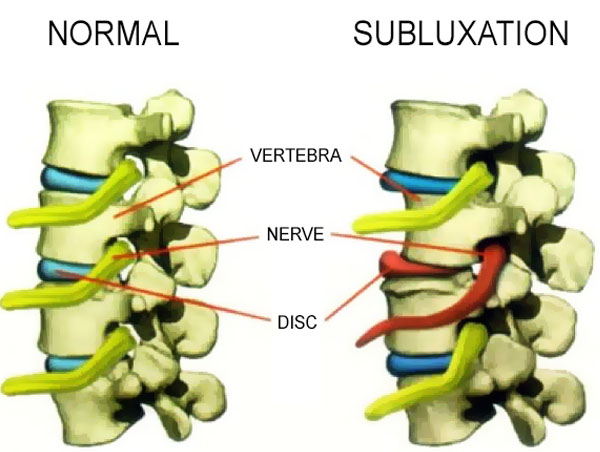 NORMAL
SUBLUXATION
VERTEBRA
NERVE
DISC